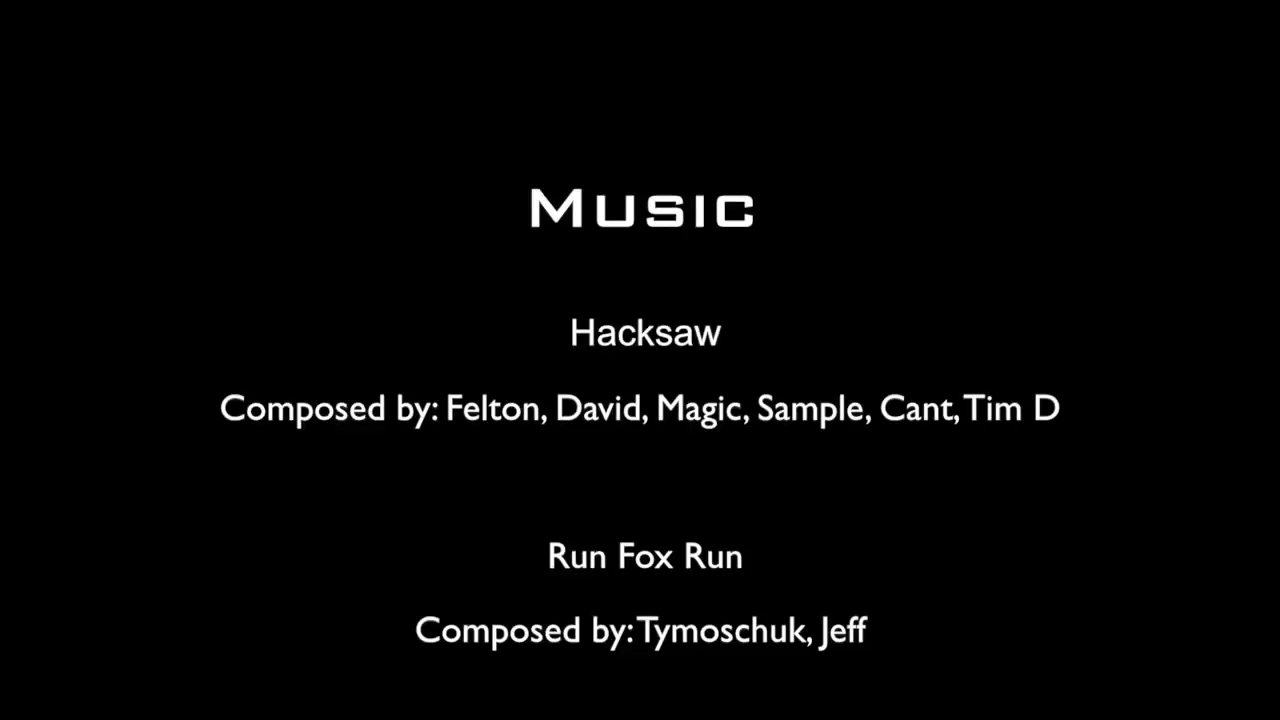 Music
Hacksaw
Composed by: Felton, David, Magic, Sample, Cant, Tim D
Run Fox Run
Composed by: Tymoschuk, Jeff